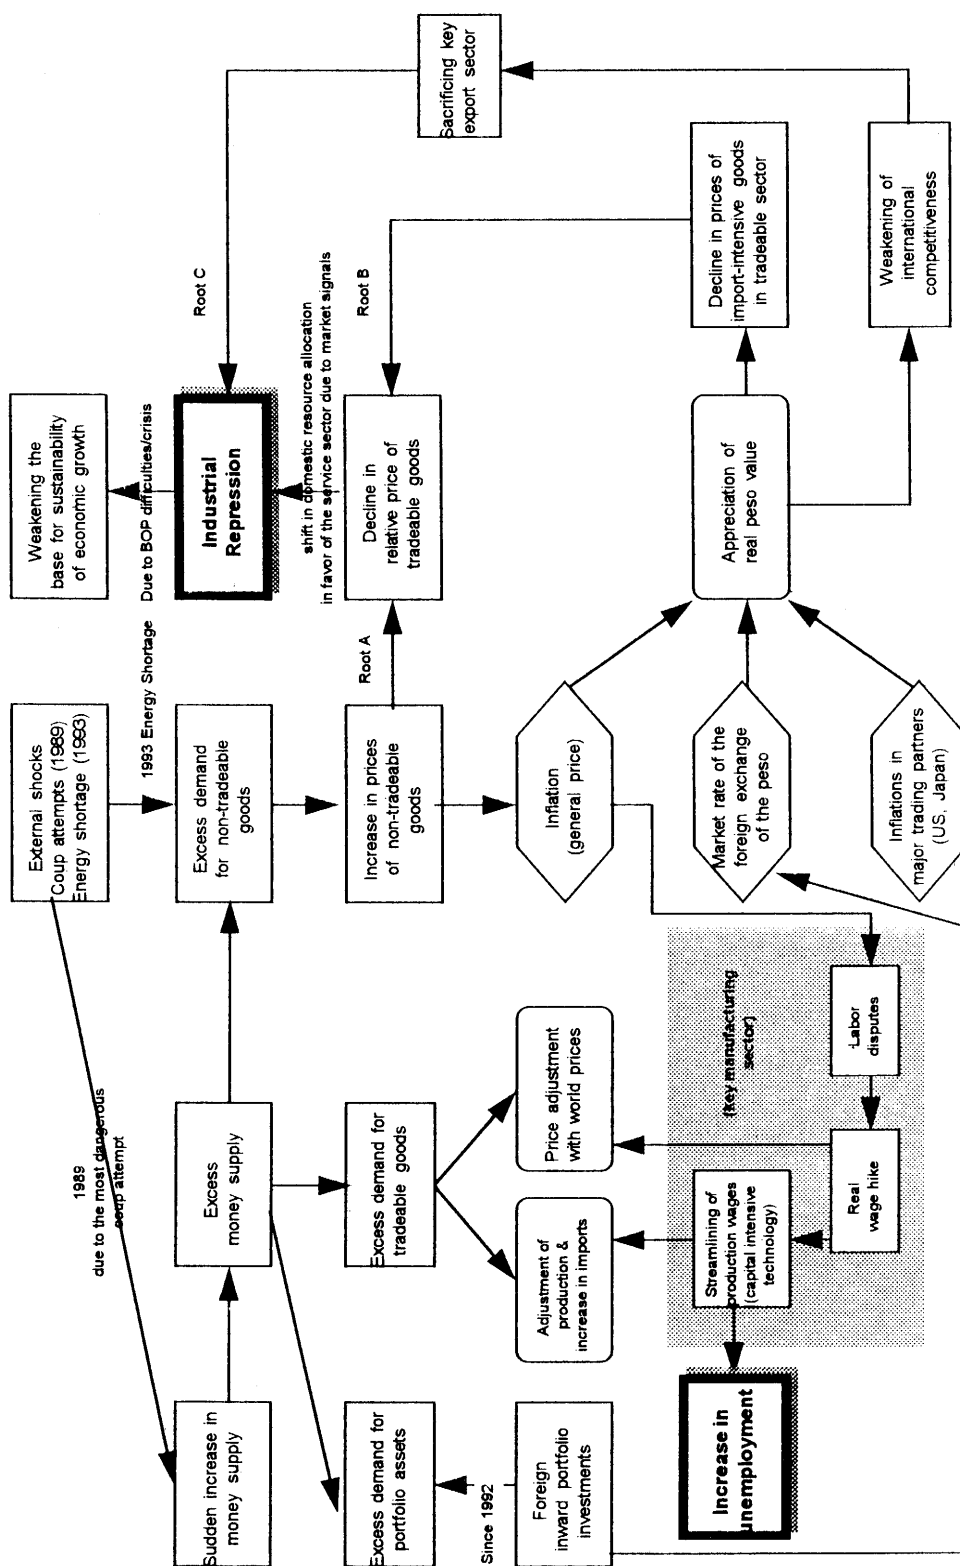 External shocks
Coup attempts (1989)
Energy shortage (1993)
Weakening the
base for sustainability
of economic growth
1989
due to the most dangerous
coup attempt
1993 Energy Shortage
Due to BOP difficulties/crisis
Root C
Sudden increase in
money supply
Excess
money supply
Excess demand
for non-tradeable
goods
Industrial
Repression
shift in domestic resource allocation
in favor of the service sector due to market signals
Excess demand for
portfolio assets
Excess demand for
tradeable goods
Increase in prices
of non-tradeable
goods
Root A
Decline in
relative price of
tradeable goods
Root B
Sacrificing key
export sector
Since 1992
Foreign
inward portfolio
investments
Adjustment of
production &
increase in imports
Price adjustment
with world prices
Inflation
(general price)
Increase in
unemployment
Streamlining of
production wages
(capital intensive
technology)
(key manufacturing
sector)
Market rate of the
foreign exchange
of the peso
Appreciation of
real peso value
Decline in prices of
import-intensive goods
in tradeable sector
Real
wage hike
Labor
disputes
Inflations in
major trading partners
(US, Japan)
Weakening of
international
competitiveness